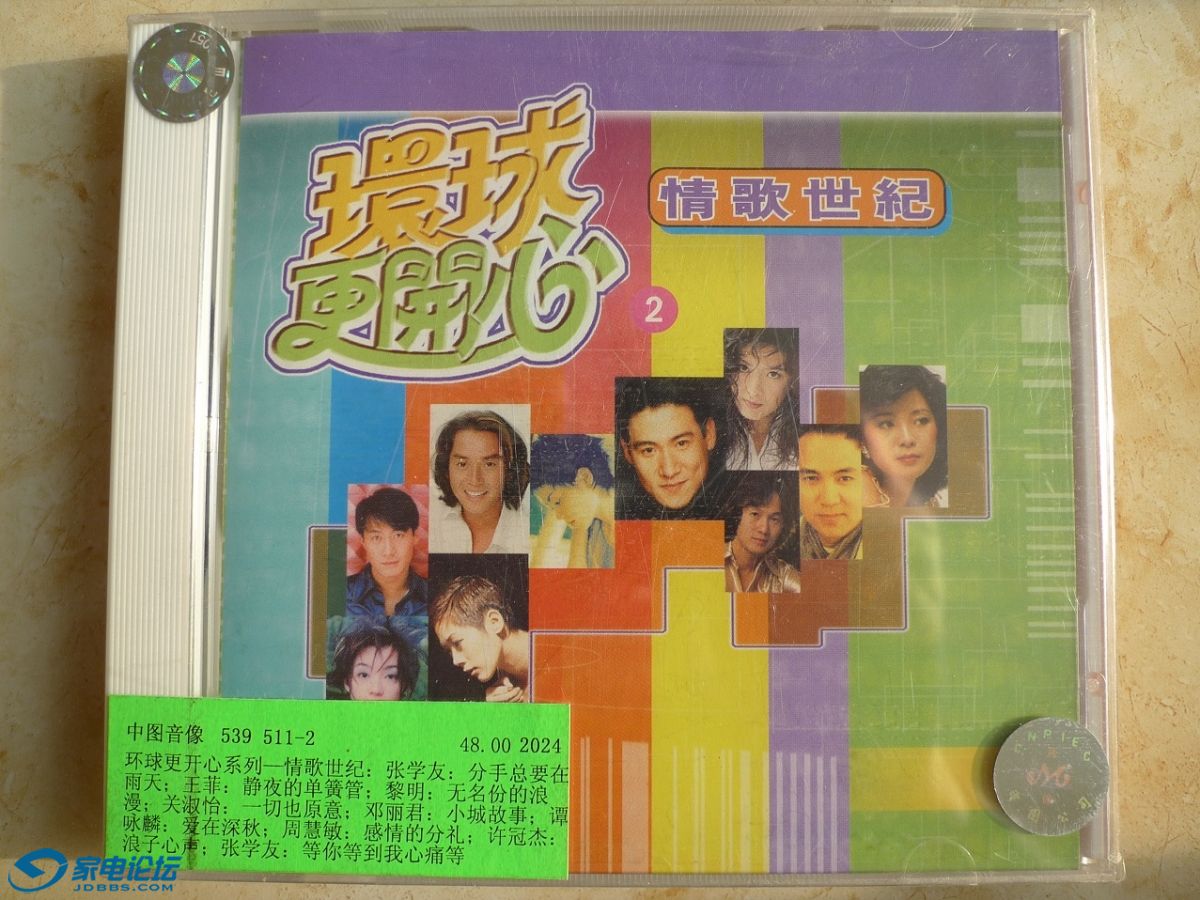 環球
更開心
情歌世紀
2
中图音像 539 511-2
48.00 2024
环球更开心系列—情歌世纪：张学友：分手总要在
雨天；王菲：静夜的单簧管；黎明：无名份的浪
漫；关淑怡：一切也原意；邓丽君：小城故事；谭
咏麟：爱在深秋；周慧敏：感情的分礼；许冠杰：
浪子心声；张学友：等你等到我心痛等
CNPIEC
家电论坛
JDBBS.COM